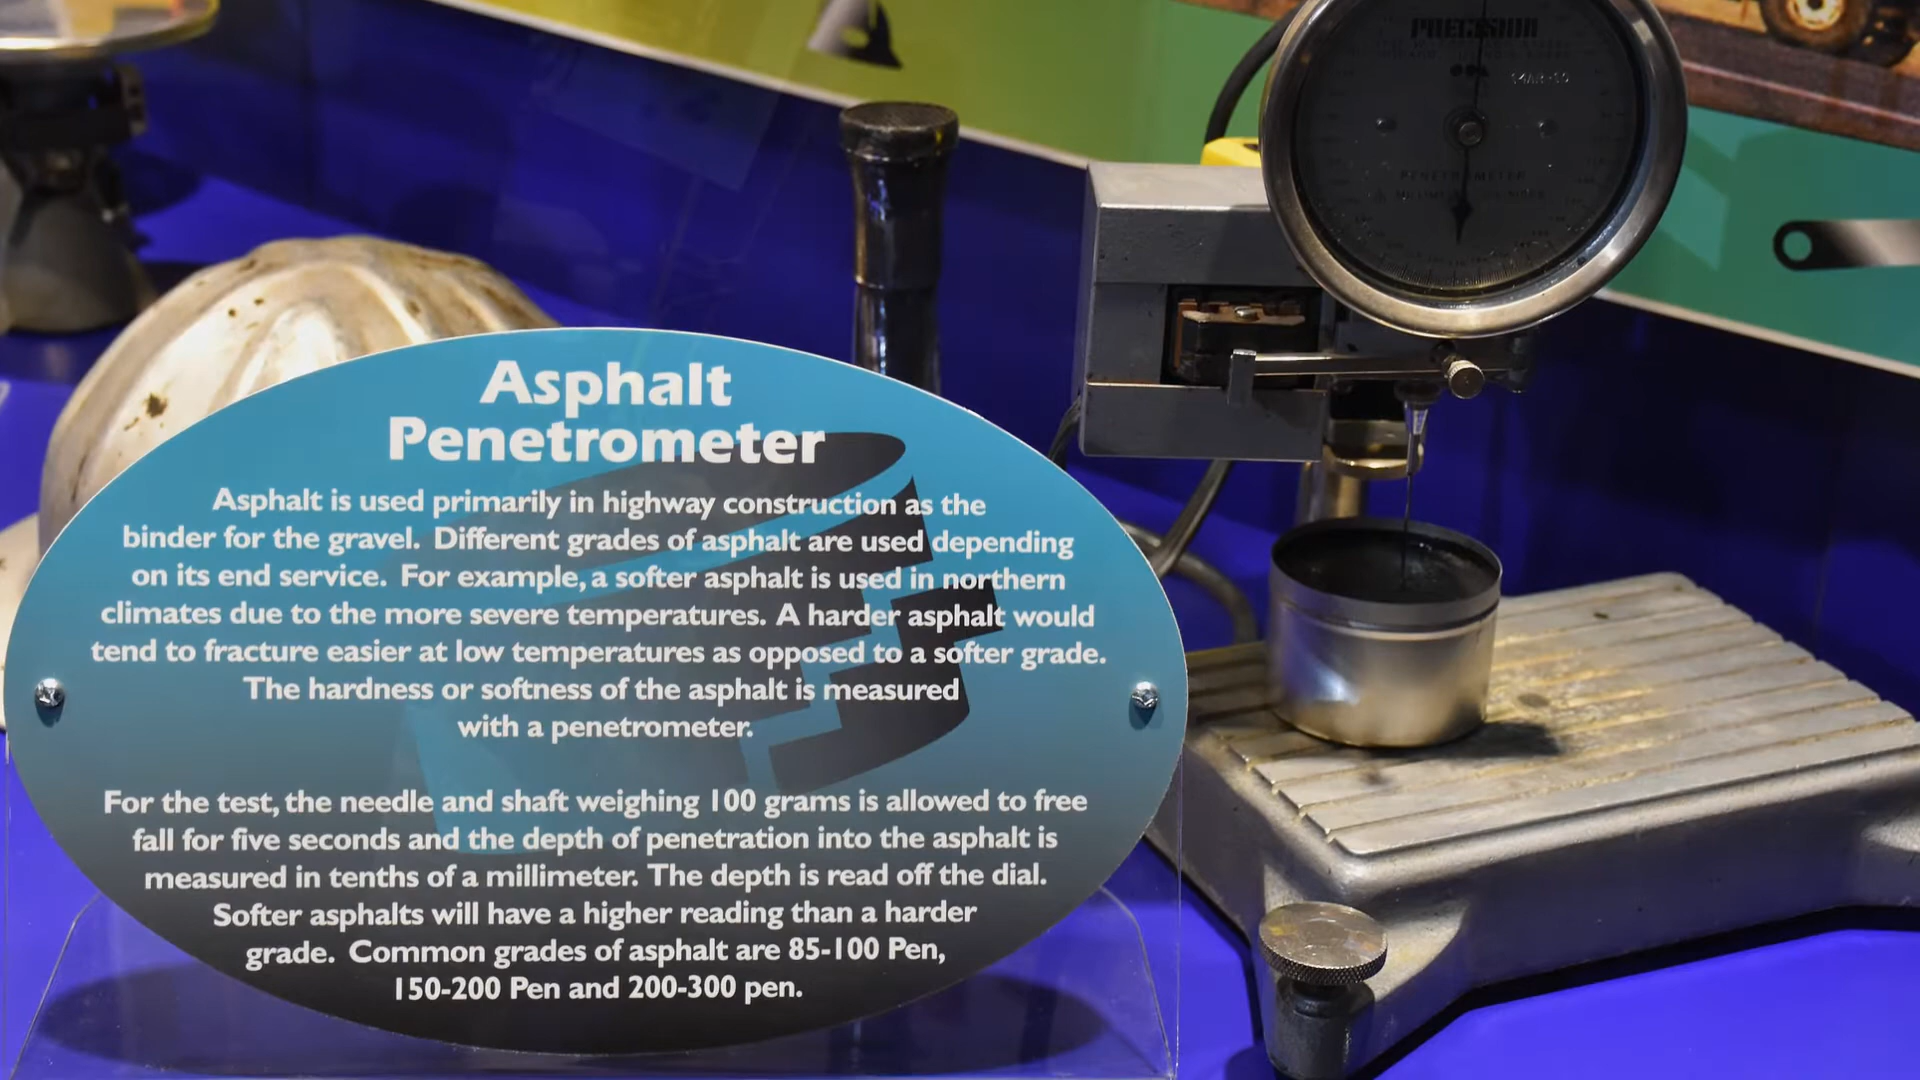 PRECISION
PENETROMETER
Asphalt
Penetrometer
Asphalt is used primarily in highway construction as the
binder for the gravel. Different grades of asphalt are used depending
on its end service. For example, a softer asphalt is used in northern
climates due to the more severe temperatures. A harder asphalt would
tend to fracture easier at low temperatures as opposed to a softer grade.
The hardness or softness of the asphalt is measured
with a penetrometer.
For the test, the needle and shaft weighing 100 grams is allowed to free
fall for five seconds and the depth of penetration into the asphalt is
measured in tenths of a millimeter. The depth is read off the dial.
Softer asphalts will have a higher reading than a harder
grade. Common grades of asphalt are 85-100 Pen,
150-200 Pen and 200-300 pen.